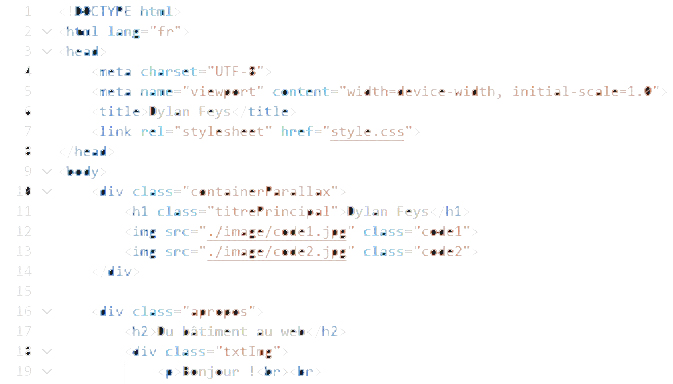 1 <!DOCTYPE html>
2 <html lang="fr">
3 <head>
4 <meta charset="UTF-8">
5 <meta name="viewport" content="width=device-width, initial-scale=1.0">
6 <title>Dylan Feys</title>
7 <link rel="stylesheet" href="style.css">
8 </head>
9 <body>
10 <div class="containerParallax">
11 <h1 class="titrePrincipal">Dylan Feys</h1>
12 <img src="./image/code1.jpg" class="code1">
13 <img src="./image/code2.jpg" class="code2">
14 </div>
15
16 <div class="apropos">
17 <h2>Du bâtiment au web</h2>
18 <div class="txtImg">
19 <p>Bonjour !<br><br>